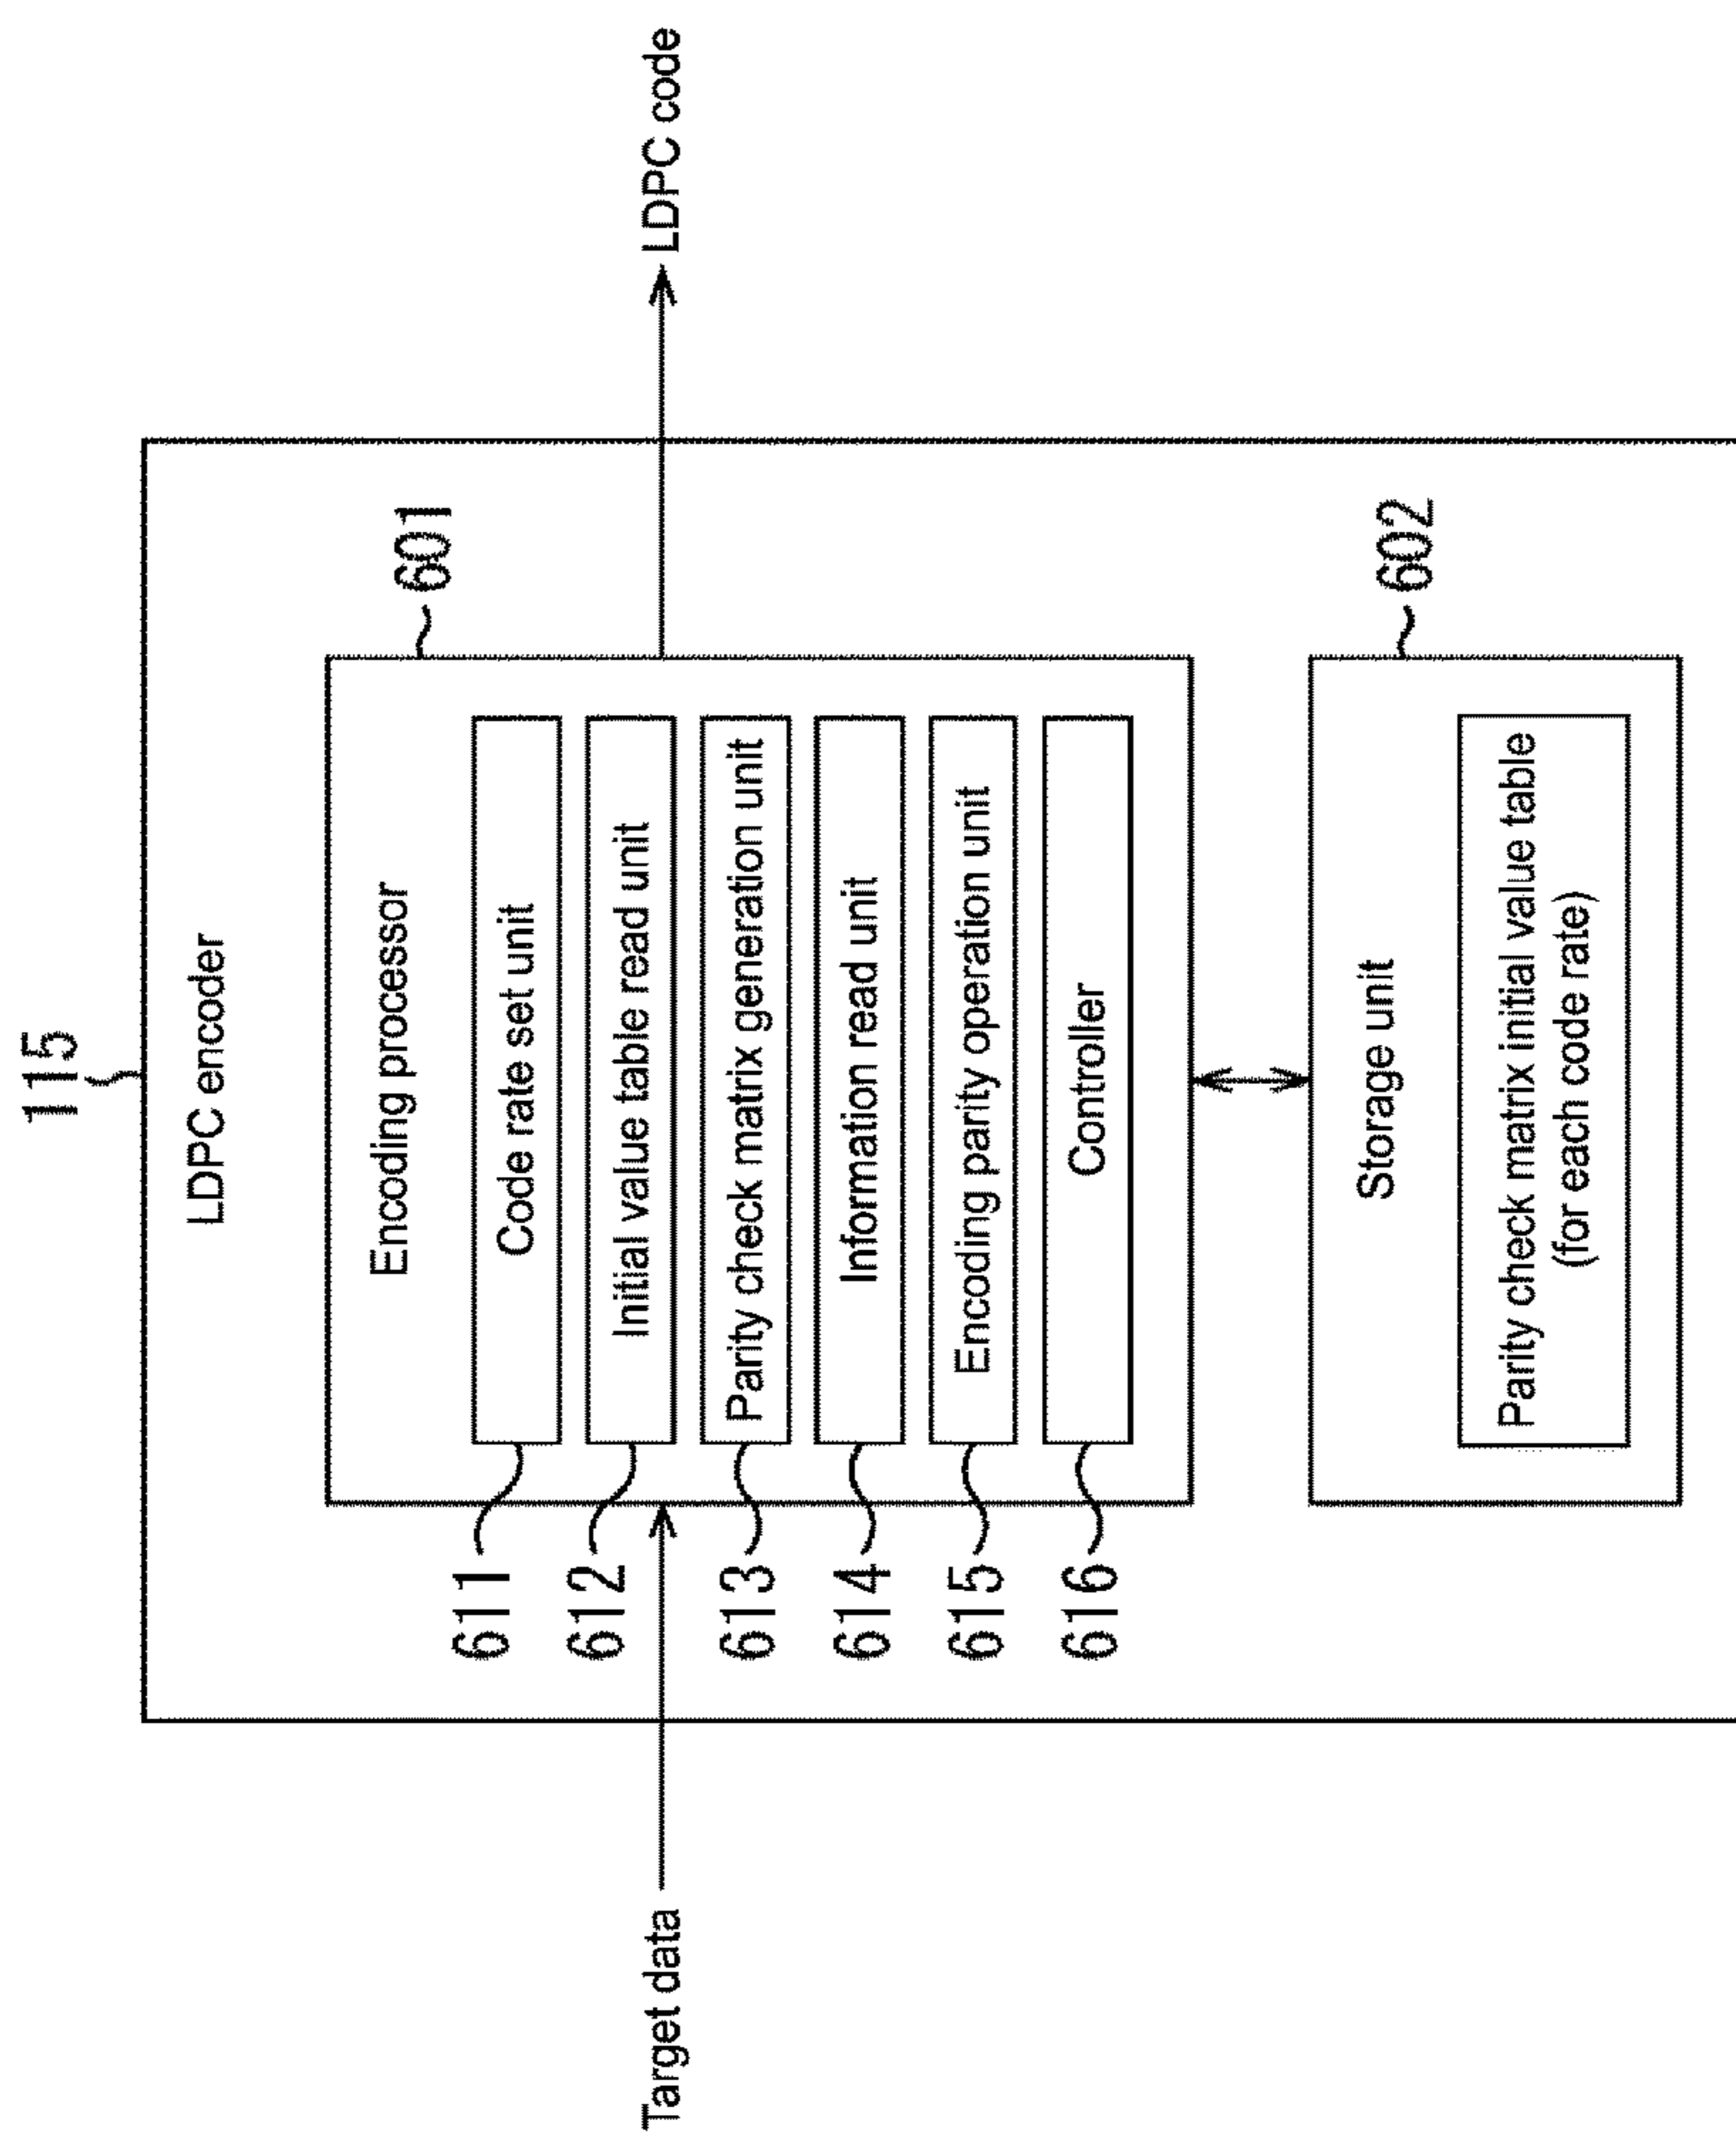 115
LDPC encoder
601
Encoding processor
611
Code rate set unit
612
Initial value table read unit
Target data
LDPC code
613
Parity check matrix generation unit
614
Information read unit
615
Encoding parity operation unit
616
Controller
602
Storage unit
Parity check matrix initial value table
(for each code rate)